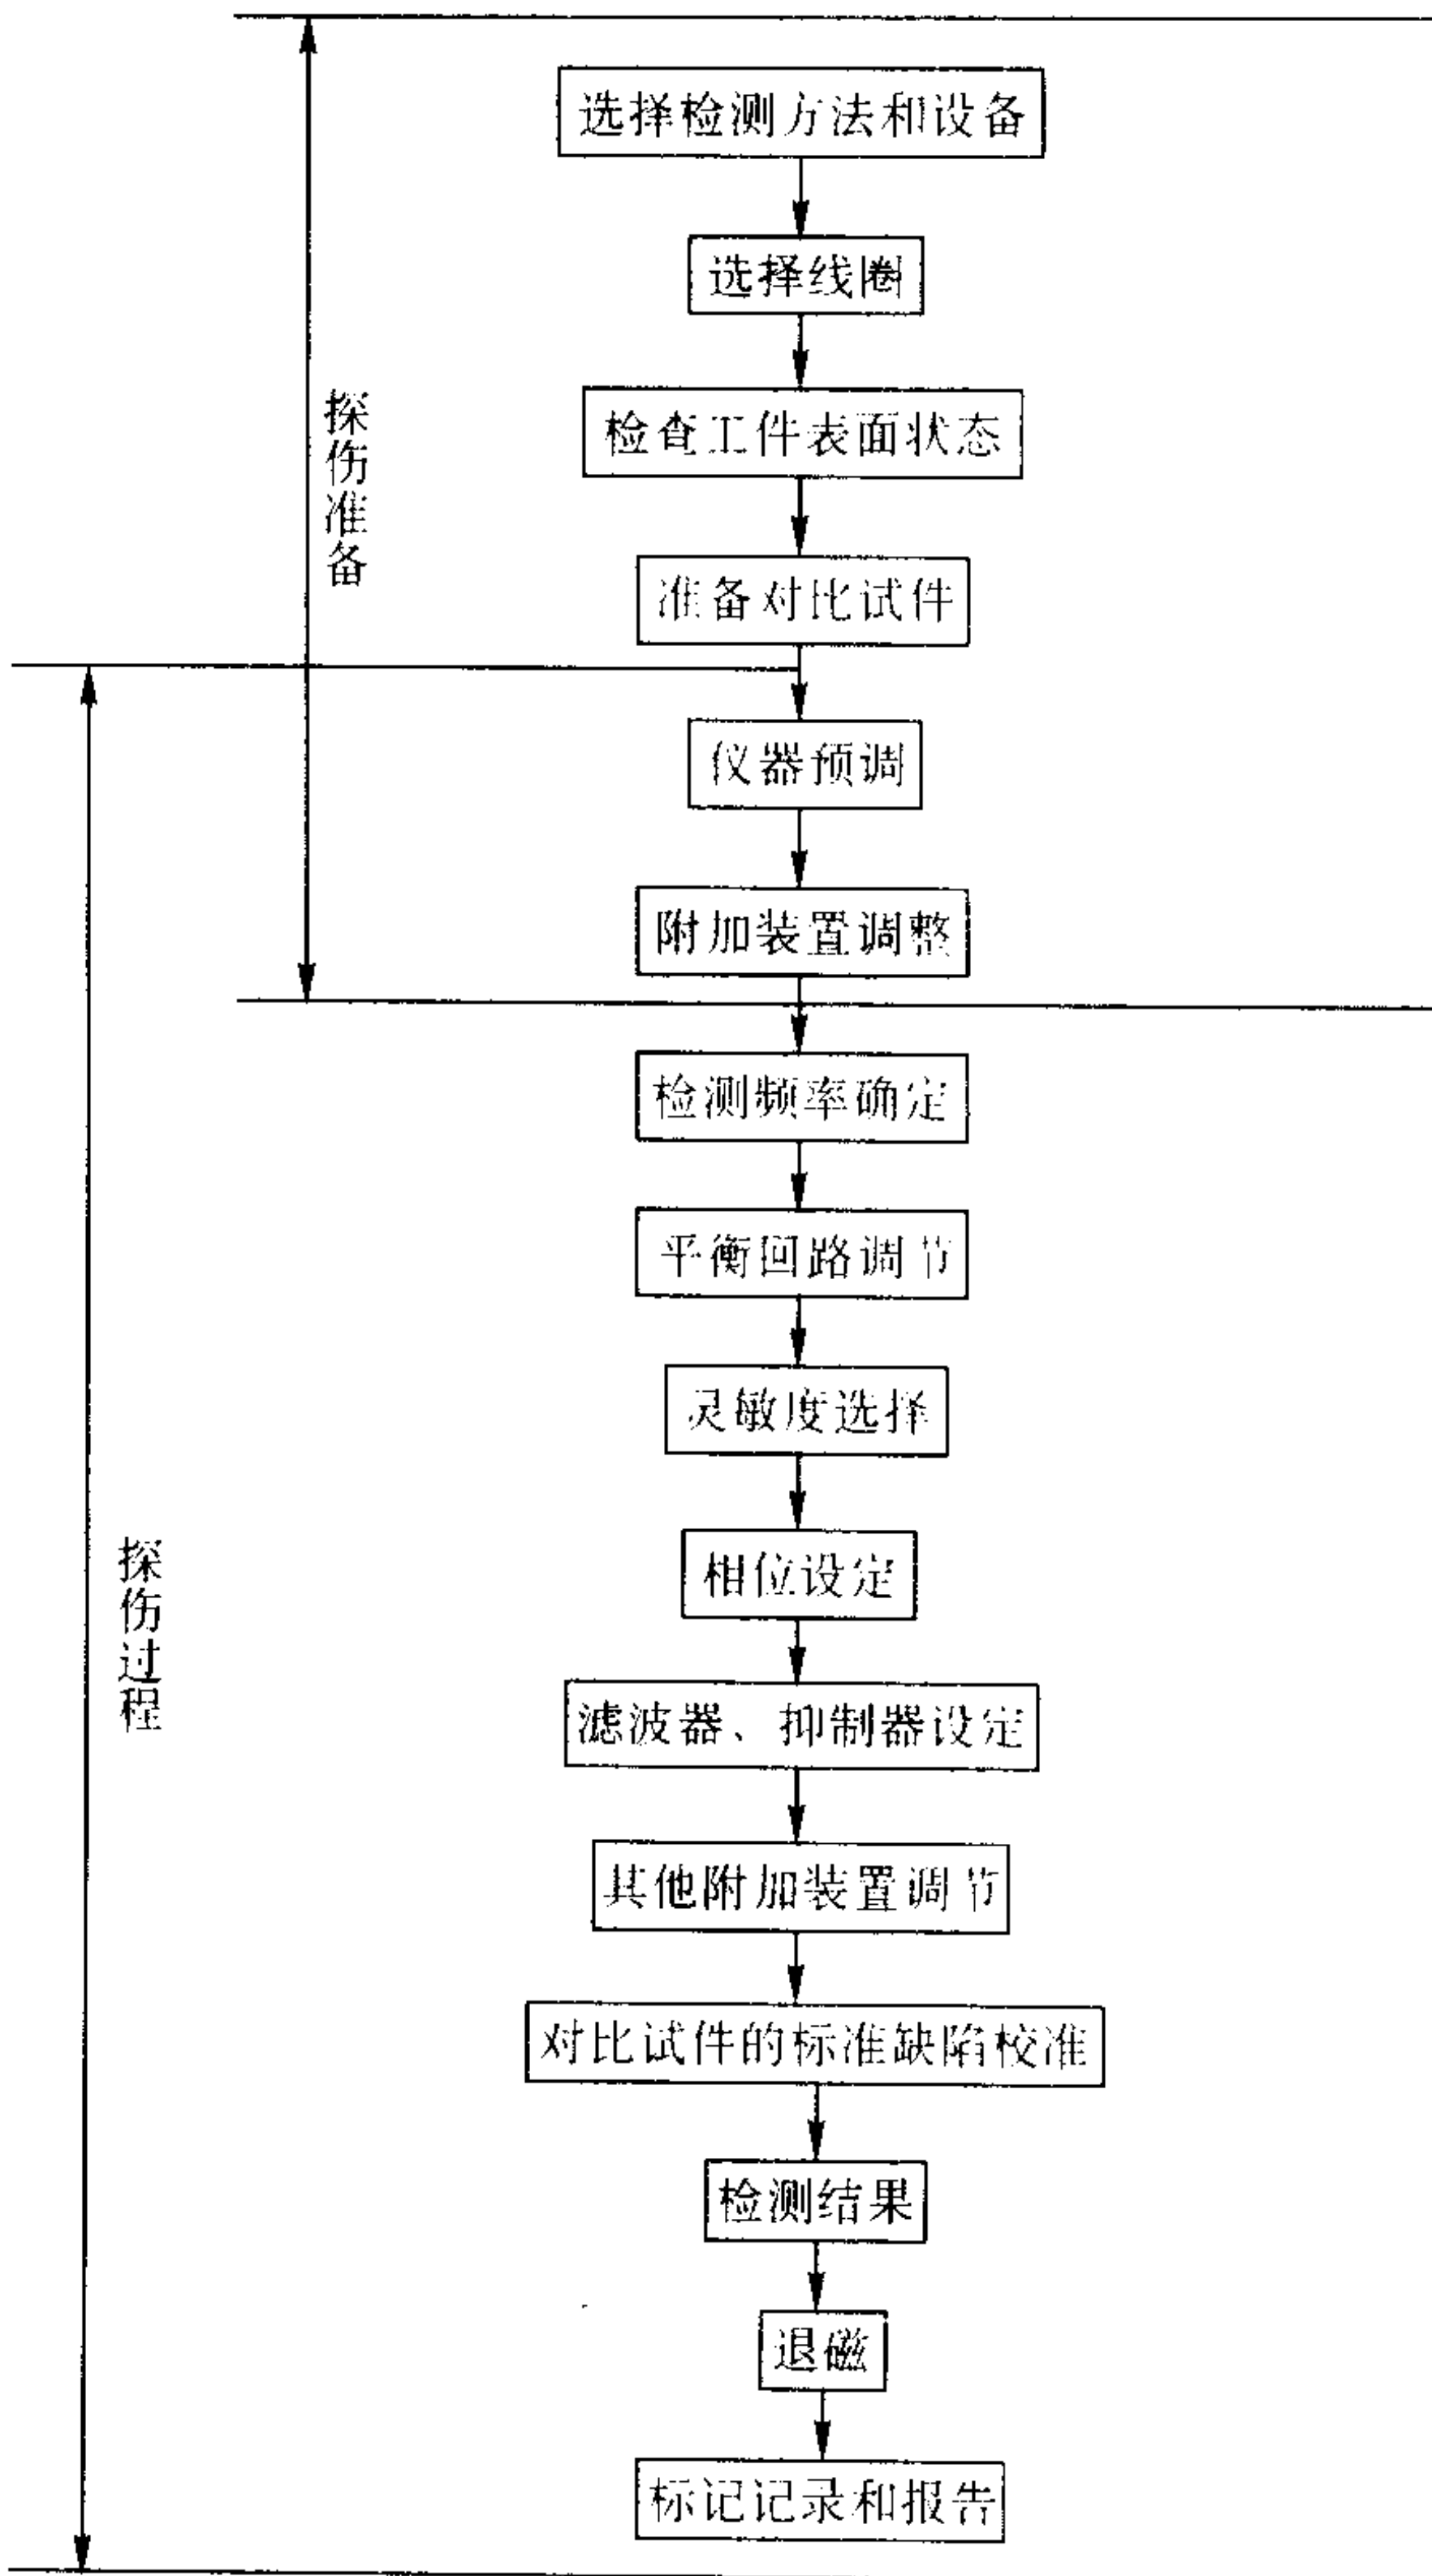 选择检测方法和设备
选择线圈
检查工件表面状态
探伤准备
准备对比试件
仪器预调
附加装置调整
检测频率确定
平衡回路调节
灵敏度选择
相位设定
探伤过程
滤波器、抑制器设定
其他附加装置调节
对比试件的标准缺陷校准
检测结果
退磁
标记记录和报告